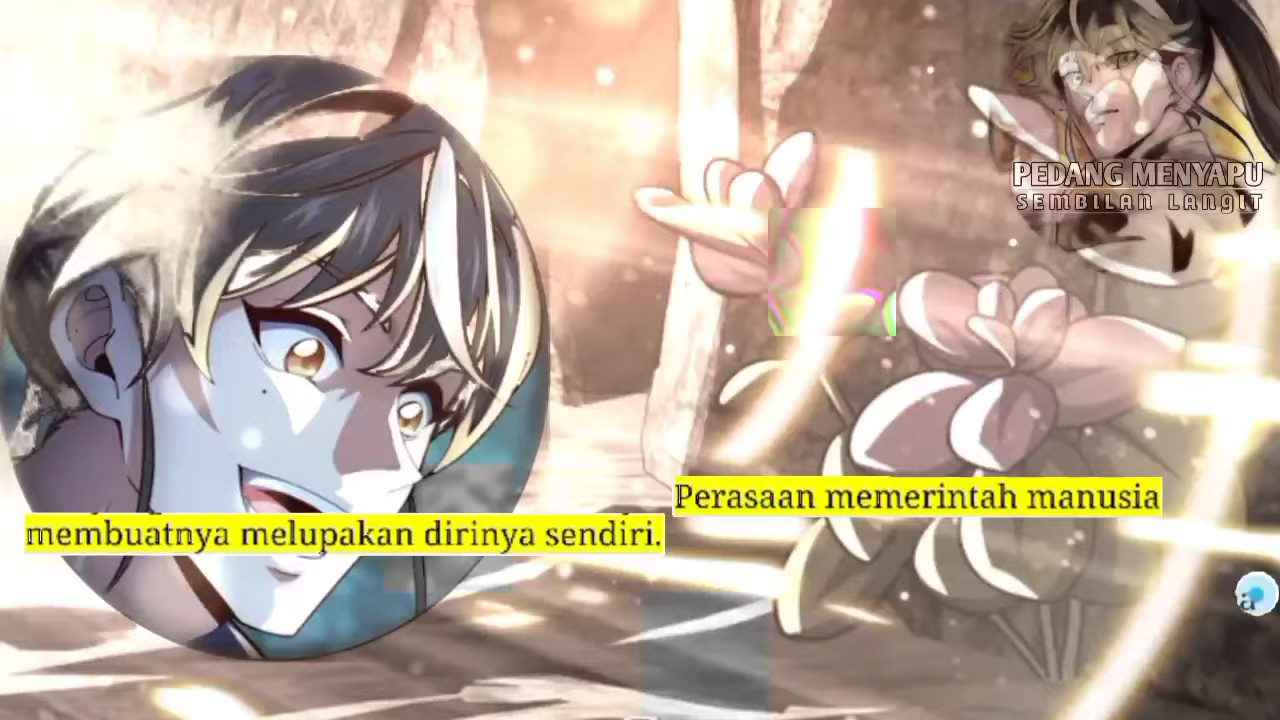 PEDANG MENYAPU
SEMBILAN LANGIT
Perasaan memerintah manusia
membuatnya melupakan dirinya sendiri.
a